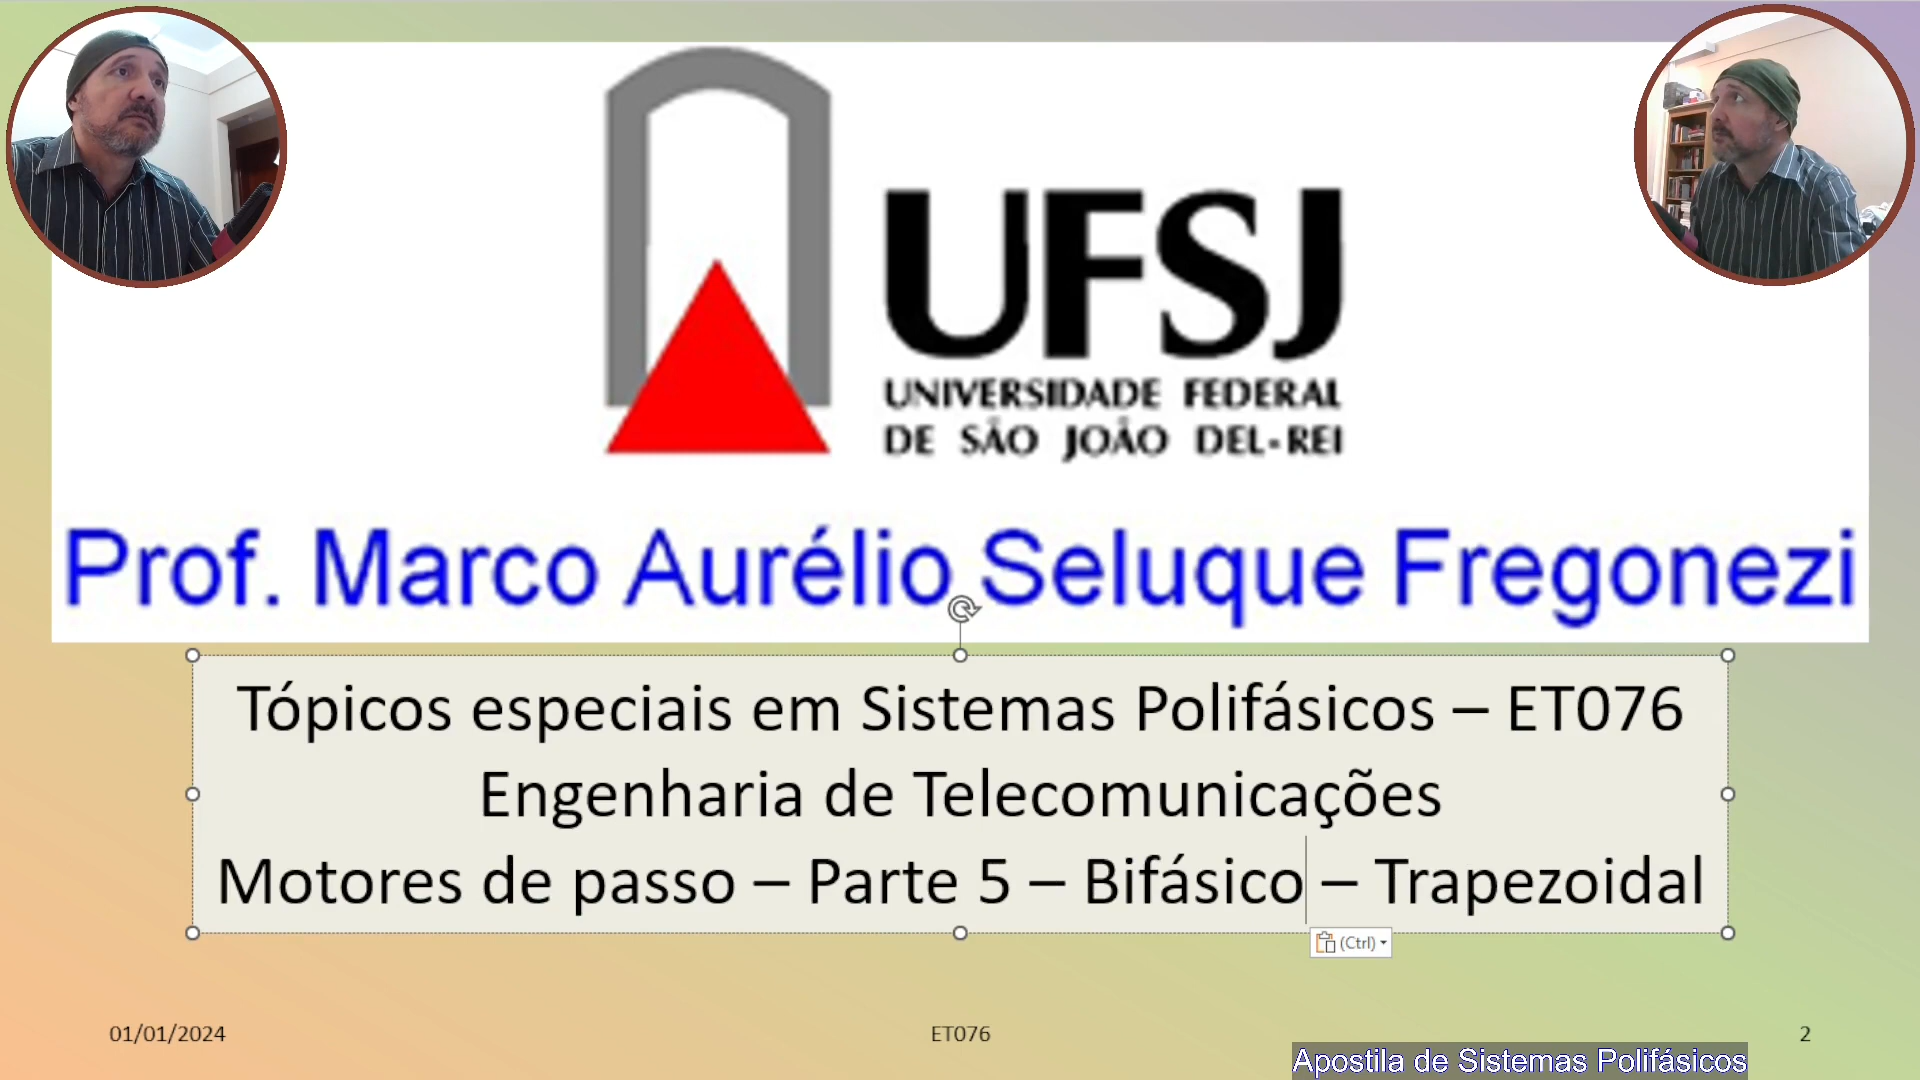 UFSJ
UNIVERSIDADE FEDERAL
DE SÃO JOÃO DEL-REI
Prof. Marco Aurélio Seluque Fregonezi
Tópicos especiais em Sistemas Polifásicos – ET076
Engenharia de Telecomunicações
Motores de passo – Parte 5 – Bifásico – Trapezoidal
(Ctrl)
01/01/2024
ET076
2
Apostila de Sistemas Polifásicos